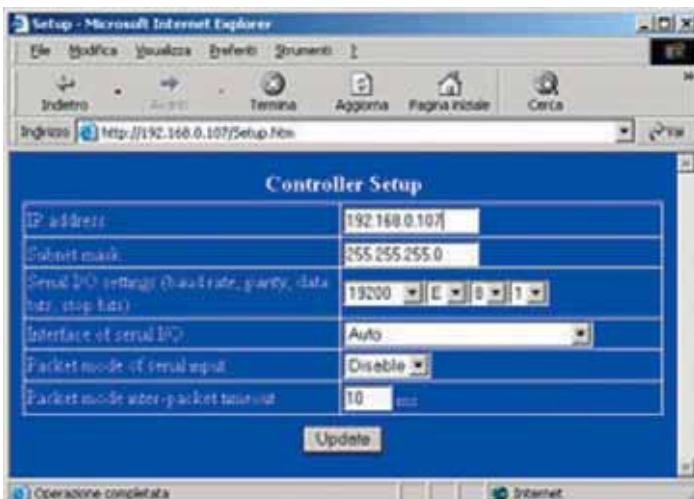 Setup - Microsoft Internet Explorer
File Modifica Visualizza Preferiti Strumenti ?
Indietro Avanti Termina Aggiorna Pagina iniziale Cerca
Indirizzo http://192.168.0.107/Setup.htm Vai
Controller Setup
IP address 192.168.0.107
Subnet mask 255.255.255.0
Serial I/O settings (baud rate, parity, data 19200 E 8 1
bits, stop bits)
Interface of serial I/O Auto
Packet mode of serial input Disable
Packet mode inter-packet timeout 10 ms
Update
Operazione completata Internet